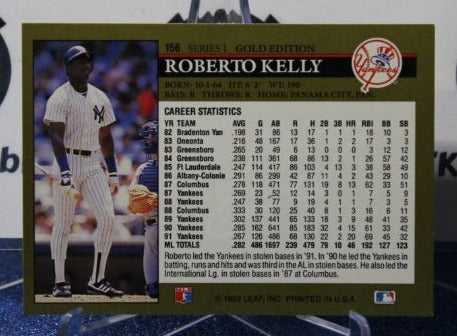 156 SERIES 1 GOLD EDITION
ROBERTO KELLY
Yankees
BORN: 10-1-64 HT: 6' 2" WT: 190
BATS: R THROWS: R HOME: PANAMA CITY, PAN.
CAREER STATISTICS
YR TEAM AVG G AB R H 2B 3B HR RBI BB SB
82 Bradenton Yan .198 31 86 13 17 1 1 0 18 10 3
83 Oneonta .216 48 167 17 36 1 2 2 17 3
83 Greensboro .265 20 49 6 13 0 0 0 3 3
84 Greensboro .238 111 361 68 86 13 2 1 26 57 42
85 Ft Lauderdale .247 114 417 86 103 4 13 3 38 58 49
86 Albany-Colonie .291 86 299 42 87 11 4 2 43 29 10
87 Columbus .278 118 471 77 131 19 8 13 62 33 51
87 Yankees .269 23 52 12 14 3 0 1 7 5 9
88 Yankees .247 38 77 9 19 4 1 1 7 3 5
88 Columbus .333 30 120 25 40 8 1 3 16 6 11
89 Yankees .302 137 441 65 133 18 3 9 48 41 35
90 Yankees .285 162 641 85 183 32 4 15 61 33 42
91 Yankees .267 126 486 68 130 22 2 20 69 45 32
ML TOTALS .282 486 1697 239 479 79 10 46 192 127 123
Roberto led the Yankees in stolen bases in '91. In '90 he led the Yankees in
batting, runs and hits and was third in the AL in stolen bases. He also led the
International Lg. in stolen bases in '87 at Columbus.
© 1992 LEAF, INC. PRINTED IN U.S.A.